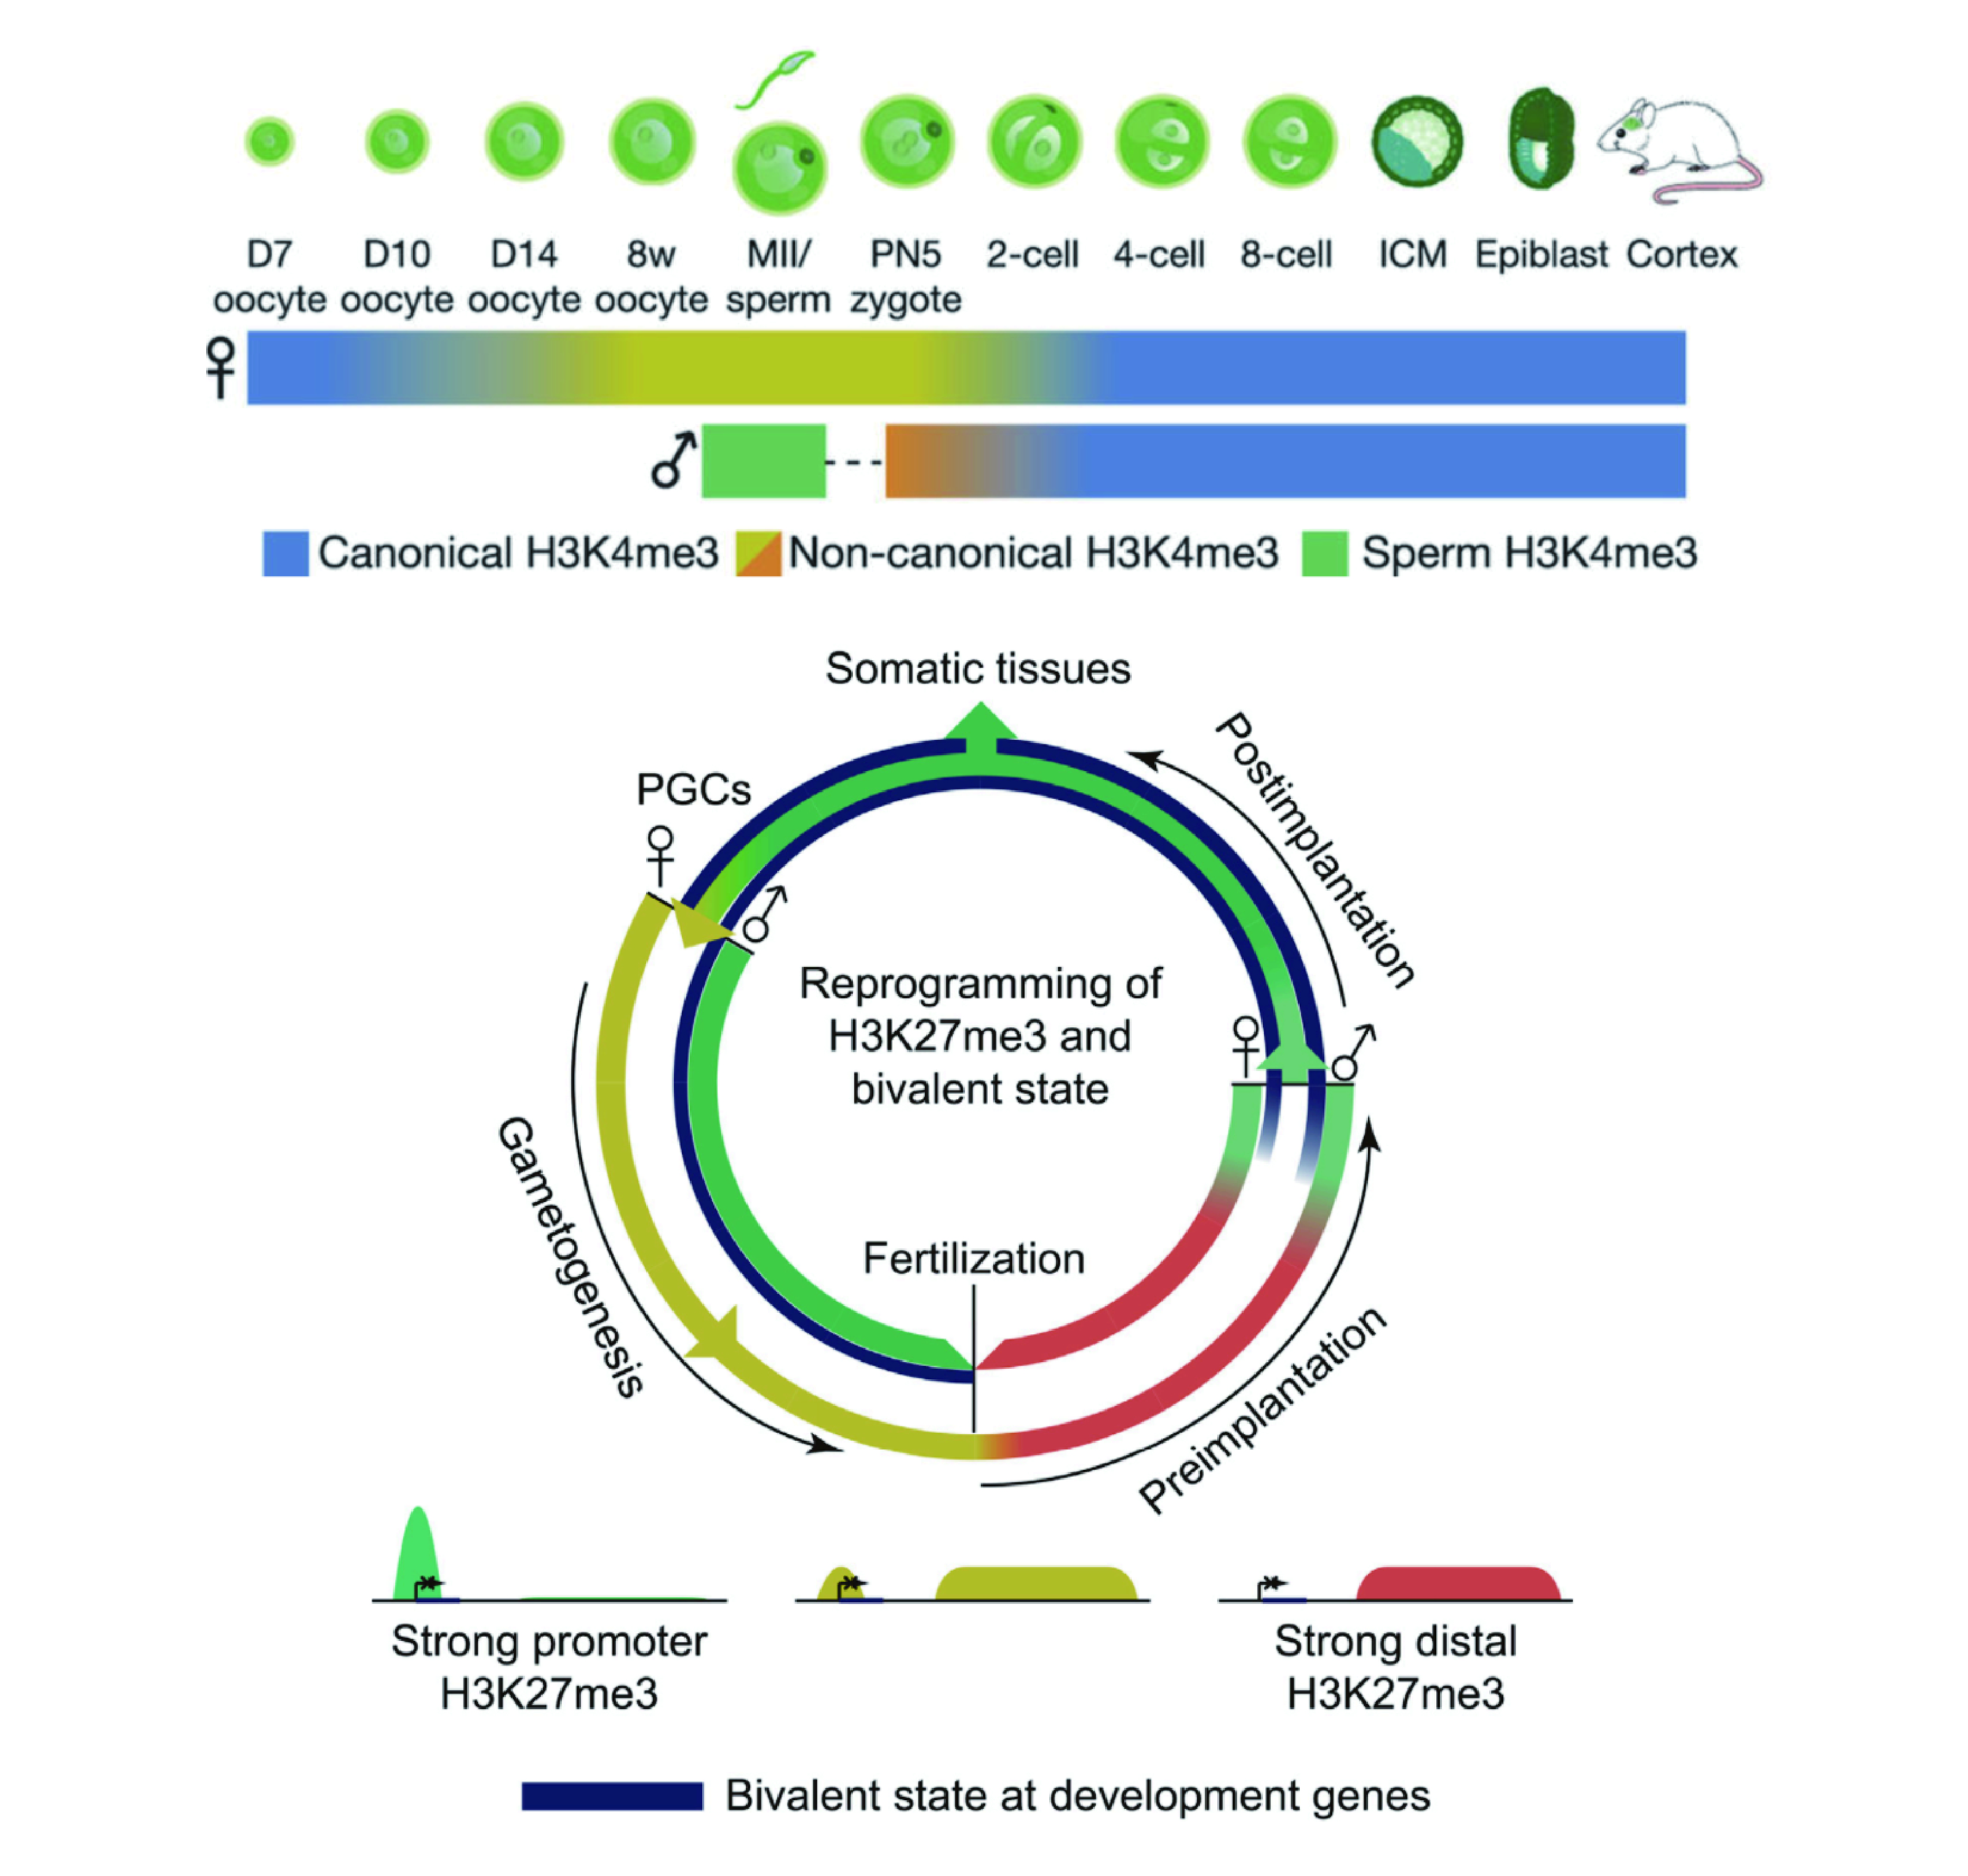 D7 D10 D14 8w MII/ PN5 2-cell 4-cell 8-cell ICM Epiblast Cortex
oocyte oocyte oocyte oocyte sperm zygote
♀
♂
Canonical H3K4me3 Non-canonical H3K4me3 Sperm H3K4me3
Somatic tissues
Postimplantation
PGCs
♀
♂
Reprogramming of
H3K27me3 and
bivalent state
♀ ♂
Gametogenesis
Fertilization
Preimplantation
Strong promoter
H3K27me3
Strong distal
H3K27me3
Bivalent state at development genes